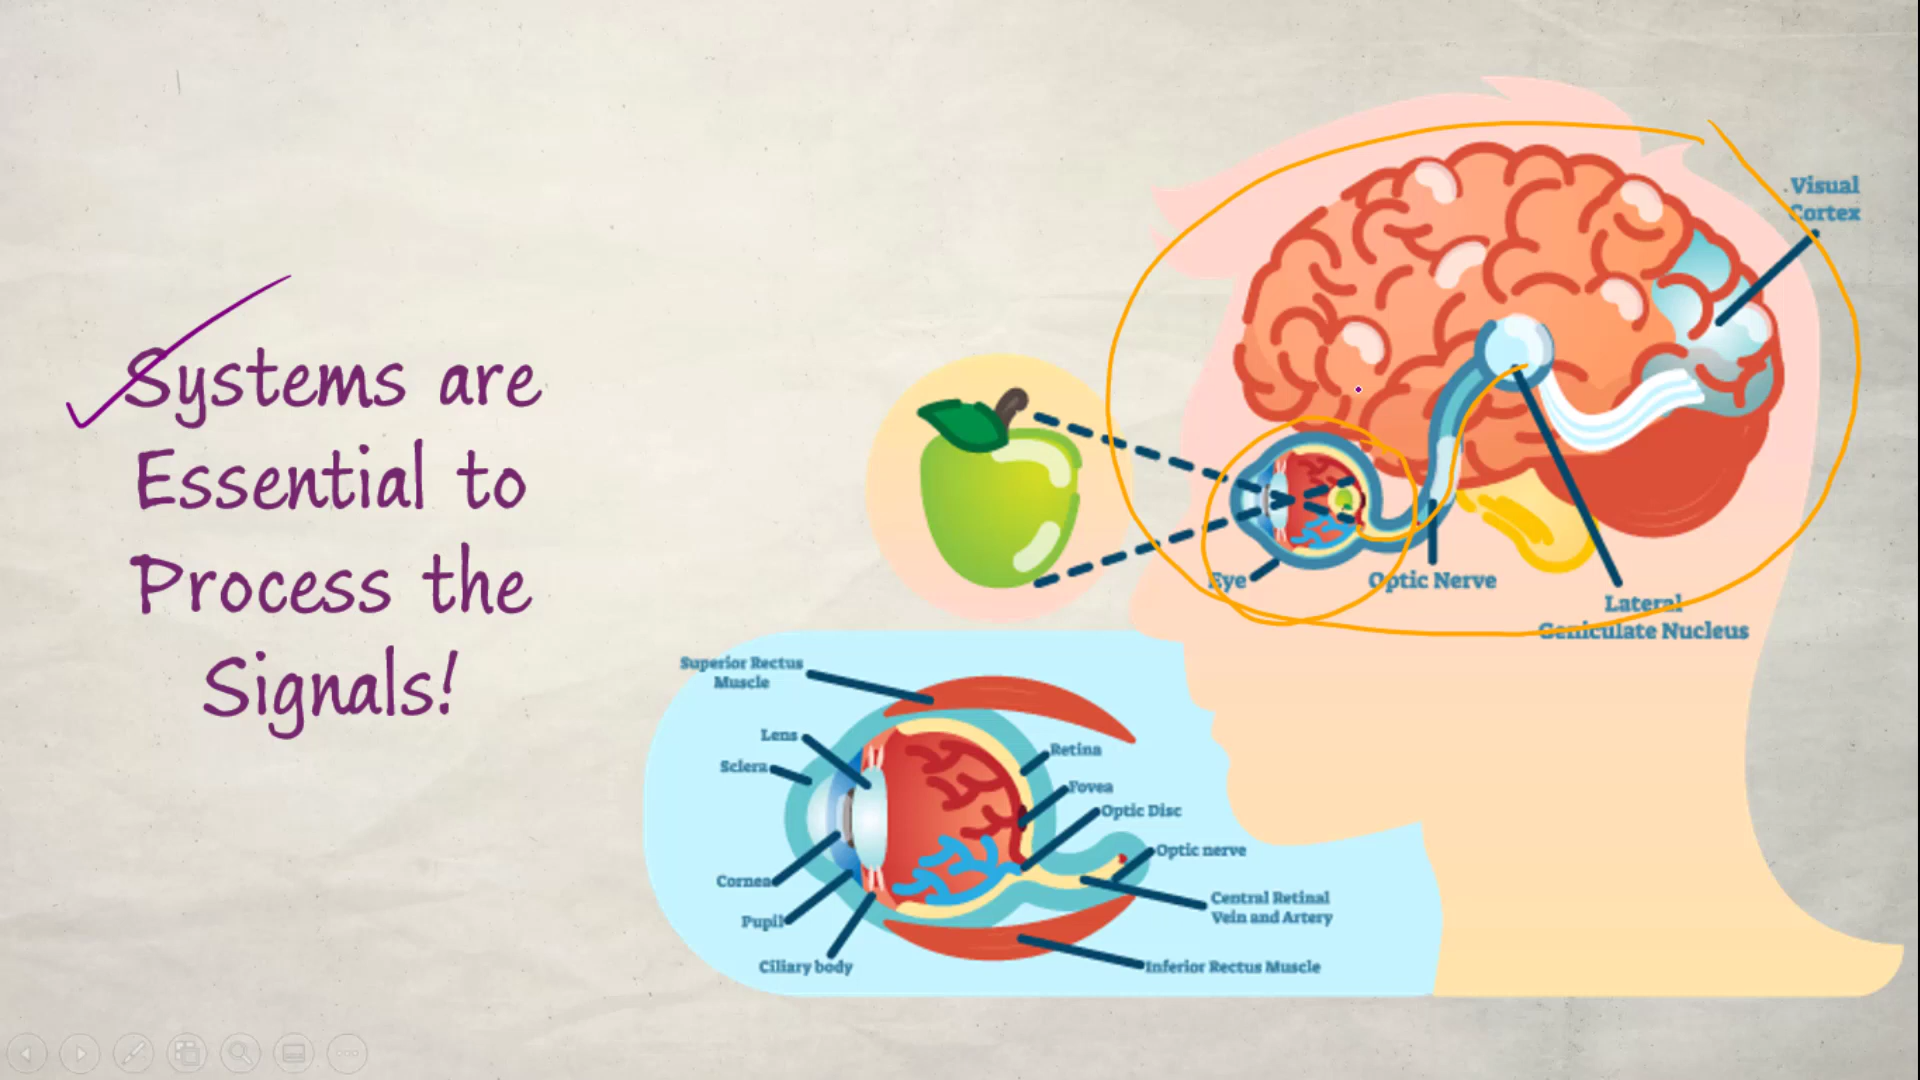 Systems are
Essential to
Process the
Signals!
Visual
Cortex
Eye
Optic Nerve
Lateral
Geniculate Nucleus
Superior Rectus
Muscle
Lens
Sclera
Cornea
Pupil
Ciliary body
Retina
Fovea
Optic Disc
Optic nerve
Central Retinal
Vein and Artery
Inferior Rectus Muscle